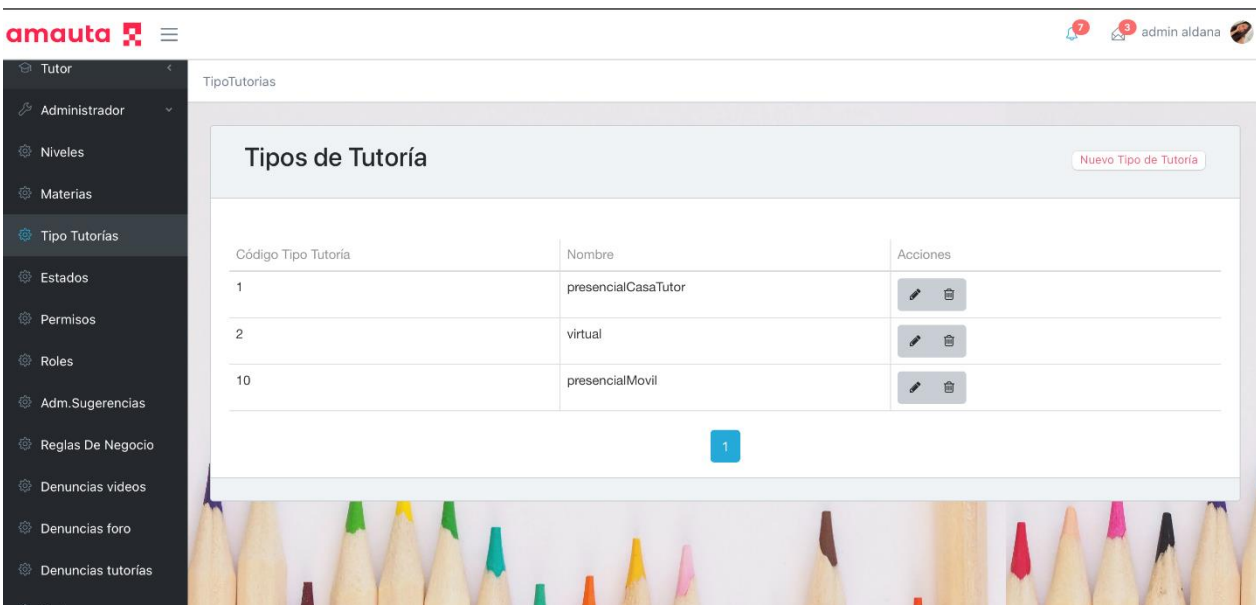 amauta
7
3
admin aldana
Tutor
Administrador
Niveles
Materias
Tipo Tutorías
Estados
Permisos
Roles
Adm.Sugerencias
Reglas De Negocio
Denuncias videos
Denuncias foro
Denuncias tutorías
TipoTutorias
Tipos de Tutoría
Nuevo Tipo de Tutoría
Código Tipo Tutoría Nombre Acciones
1 presencialCasaTutor
2 virtual
10 presencialMovil
1